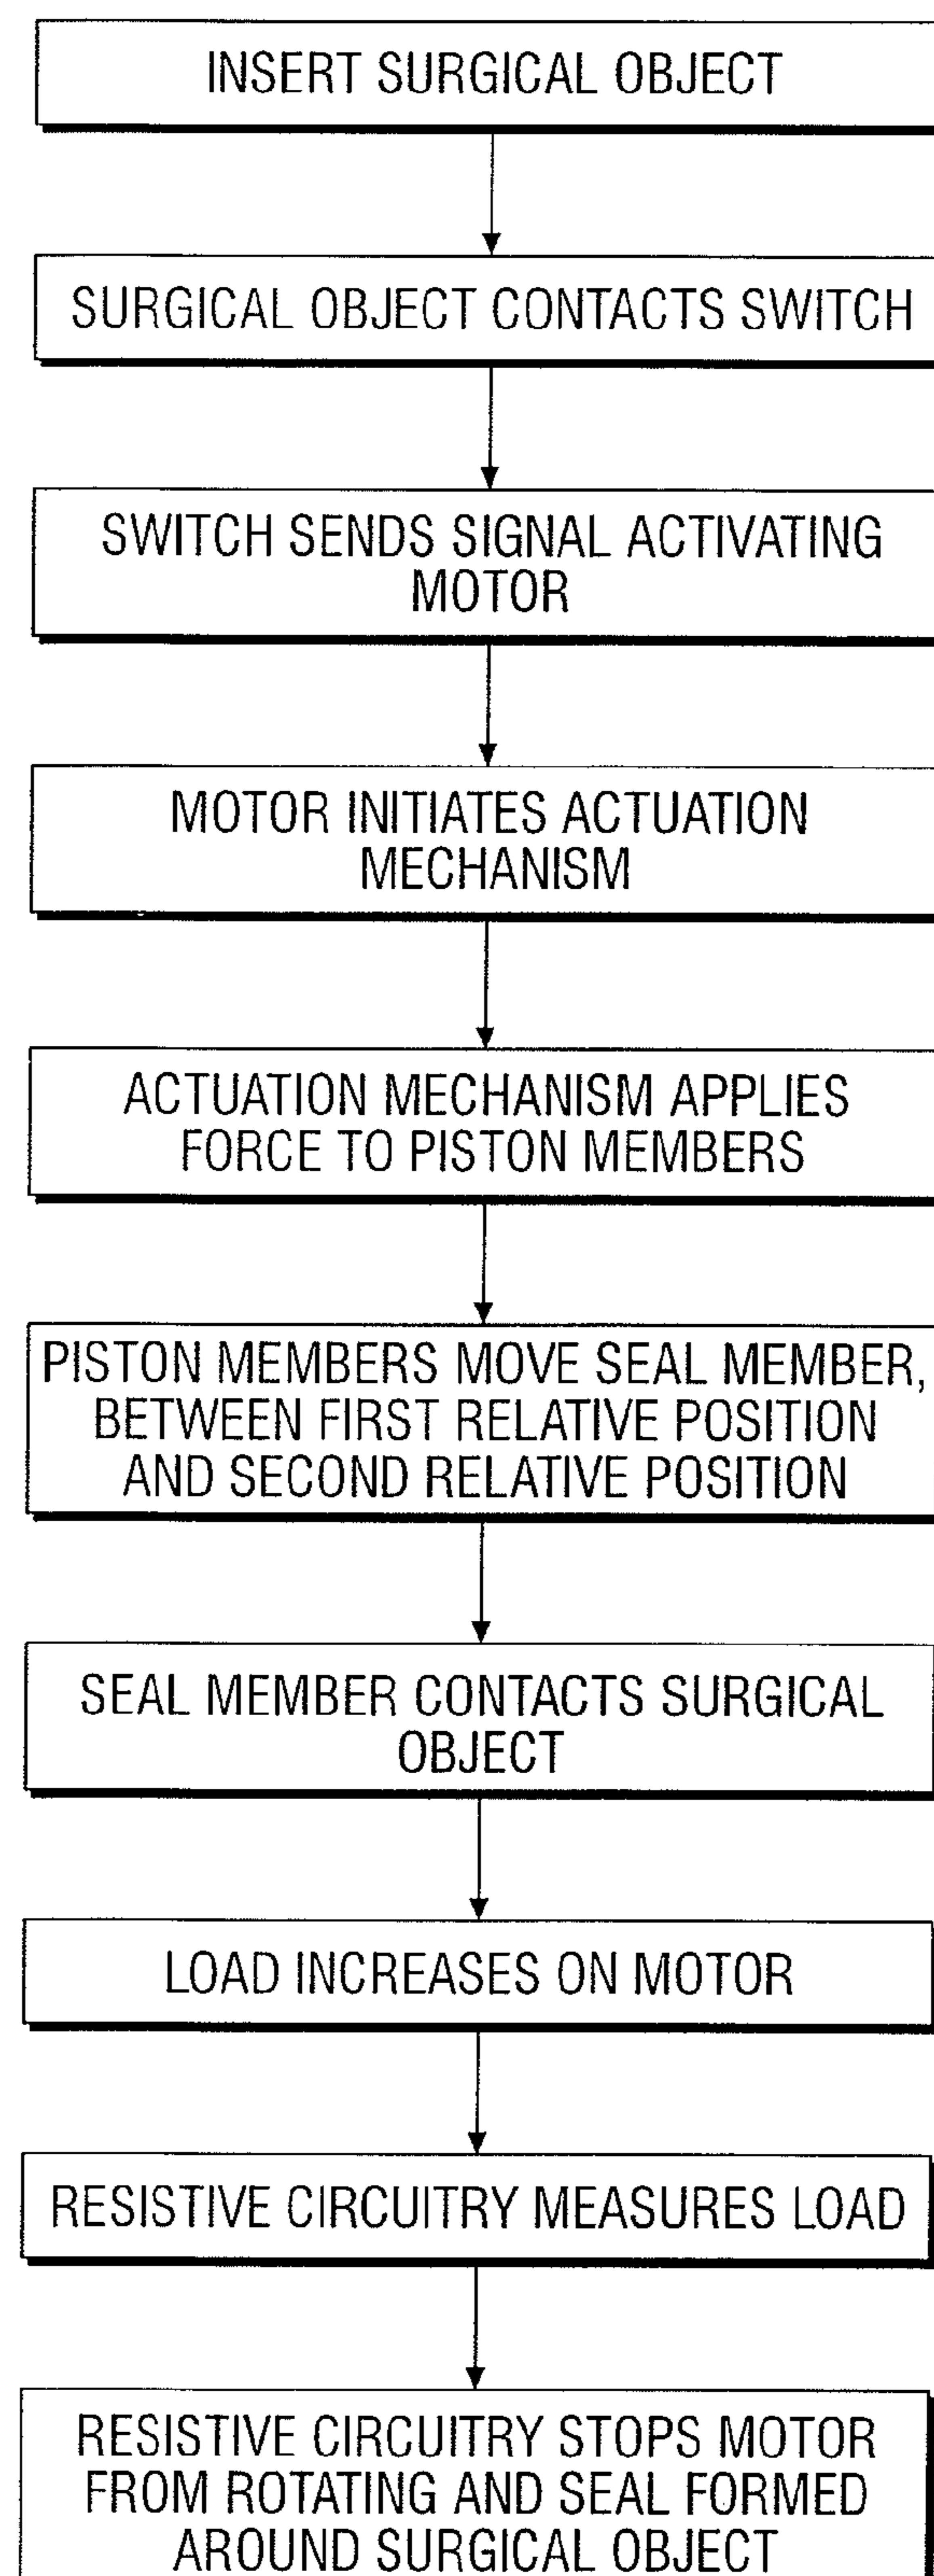 INSERT SURGICAL OBJECT
SURGICAL OBJECT CONTACTS SWITCH
SWITCH SENDS SIGNAL ACTIVATING
MOTOR
MOTOR INITIATES ACTUATION
MECHANISM
ACTUATION MECHANISM APPLIES
FORCE TO PISTON MEMBERS
PISTON MEMBERS MOVE SEAL MEMBER,
BETWEEN FIRST RELATIVE POSITION
AND SECOND RELATIVE POSITION
SEAL MEMBER CONTACTS SURGICAL
OBJECT
LOAD INCREASES ON MOTOR
RESISTIVE CIRCUITRY MEASURES LOAD
RESISTIVE CIRCUITRY STOPS MOTOR
FROM ROTATING AND SEAL FORMED
AROUND SURGICAL OBJECT